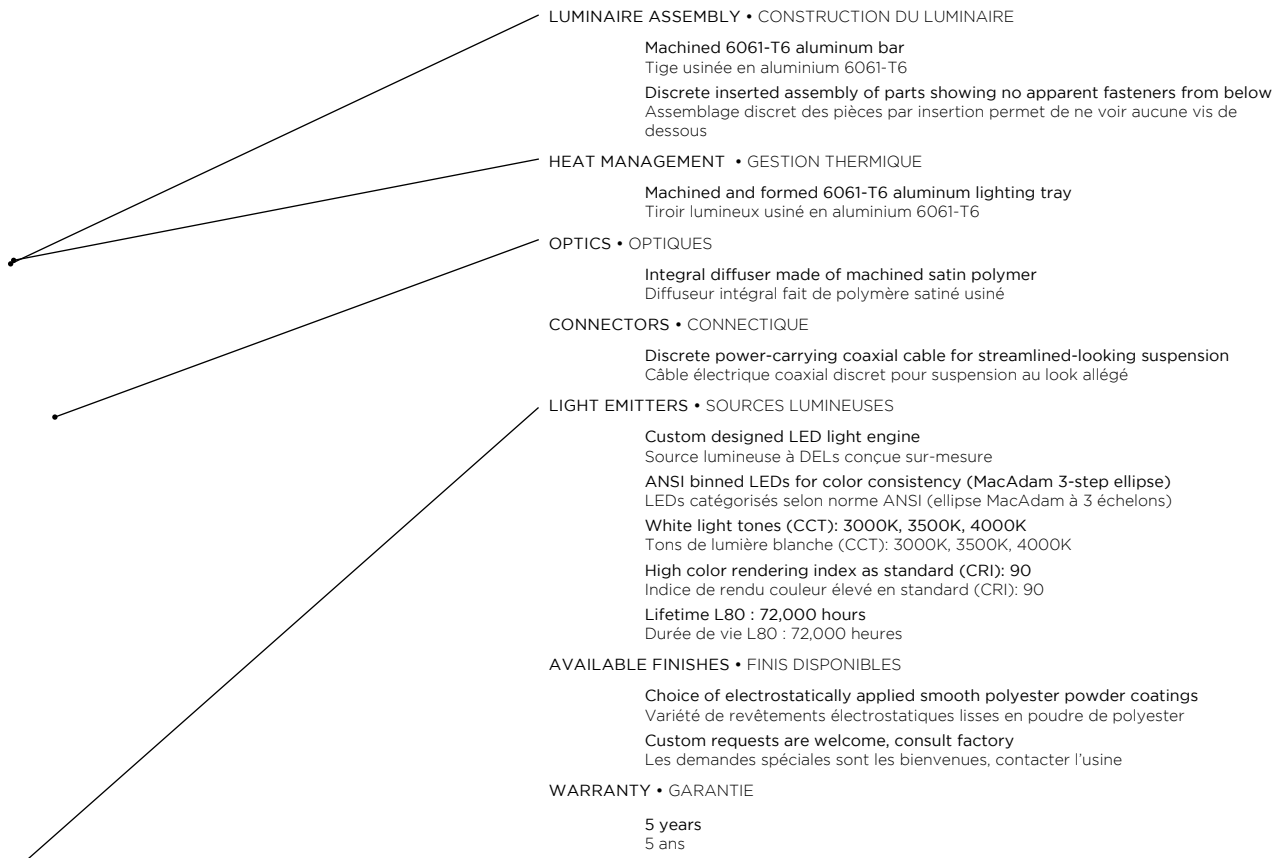 LUMINAIRE ASSEMBLY • CONSTRUCTION DU LUMINAIRE
Machined 6061-T6 aluminum bar
Tige usinée en aluminium 6061-T6
Discrete inserted assembly of parts showing no apparent fasteners from below
Assemblage discret des pièces par insertion permet de ne voir aucune vis de
dessous
HEAT MANAGEMENT • GESTION THERMIQUE
Machined and formed 6061-T6 aluminum lighting tray
Tiroir lumineux usiné en aluminium 6061-T6
OPTICS • OPTIQUES
Integral diffuser made of machined satin polymer
Diffuseur intégral fait de polymère satiné usiné
CONNECTORS • CONNECTIQUE
Discrete power-carrying coaxial cable for streamlined-looking suspension
Câble électrique coaxial discret pour suspension au look allégé
LIGHT EMITTERS • SOURCES LUMINEUSES
Custom designed LED light engine
Source lumineuse à DELs conçue sur-mesure
ANSI binned LEDs for color consistency (MacAdam 3-step ellipse)
LEDs catégorisés selon norme ANSI (ellipse MacAdam à 3 échelons)
White light tones (CCT): 3000K, 3500K, 4000K
Tons de lumière blanche (CCT): 3000K, 3500K, 4000K
High color rendering index as standard (CRI): 90
Indice de rendu couleur élevé en standard (CRI): 90
Lifetime L80 : 72,000 hours
Durée de vie L80 : 72,000 heures
AVAILABLE FINISHES • FINIS DISPONIBLES
Choice of electrostatically applied smooth polyester powder coatings
Variété de revêtements électrostatiques lisses en poudre de polyester
Custom requests are welcome, consult factory
Les demandes spéciales sont les bienvenues, contacter l'usine
WARRANTY • GARANTIE
5 years
5 ans